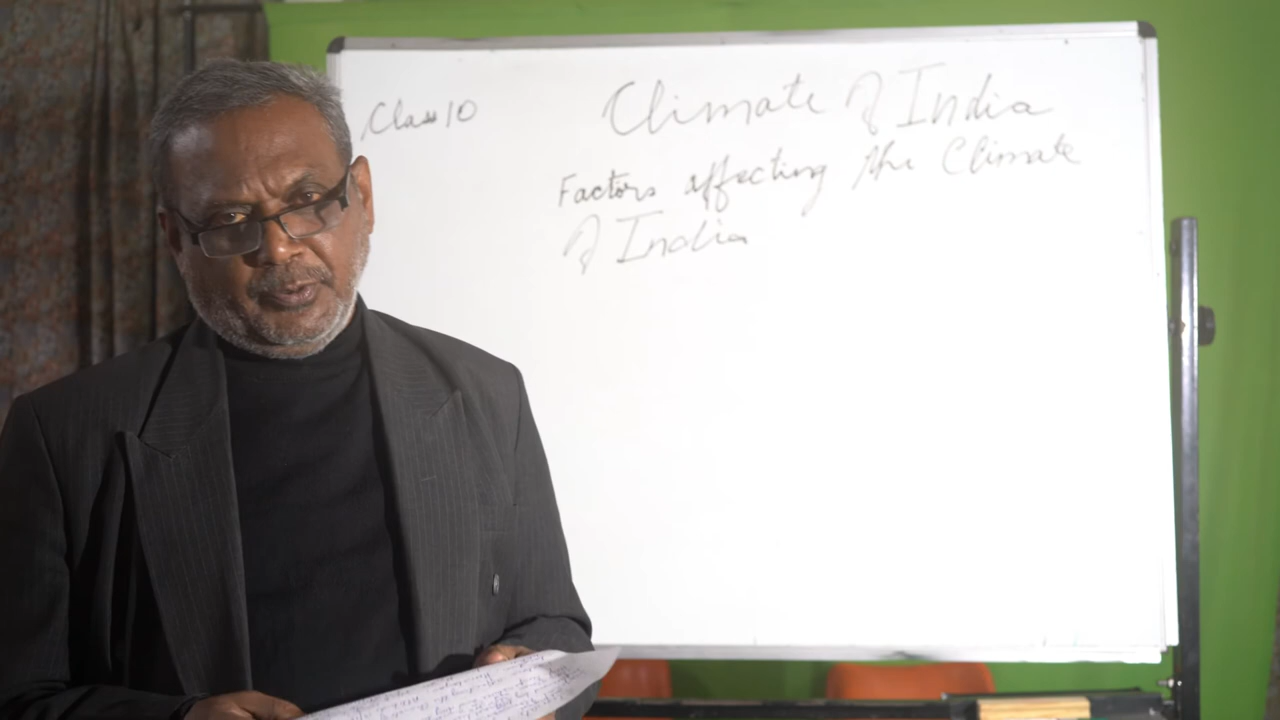 Class 10
Climate of India
Factors affecting the Climate
of India